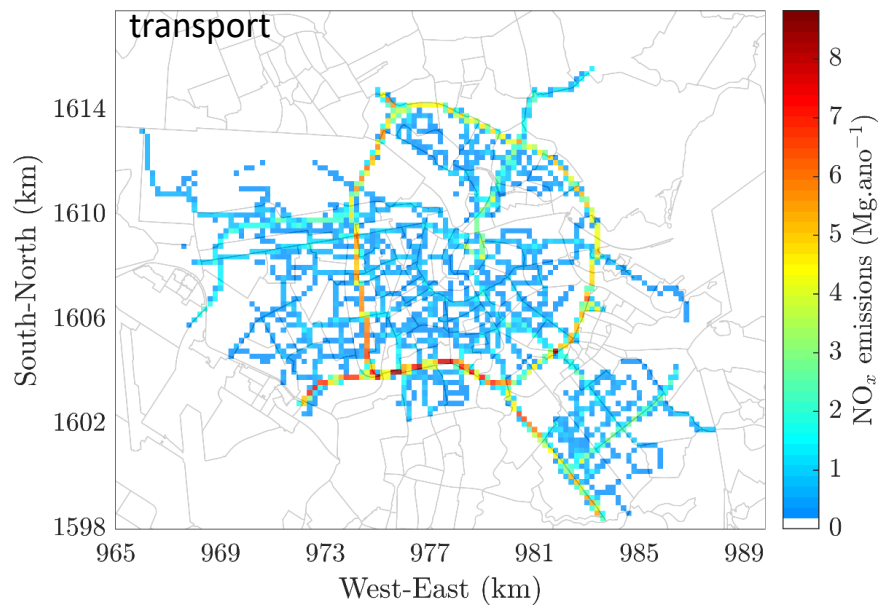 transport
1614
1610
1606
1602
1598
South-North (km)
965 969 973 977 981 985 989
West-East (km)
8
7
6
5
4
3
2
1
0
NOₓ emissions (Mg.ano⁻¹)